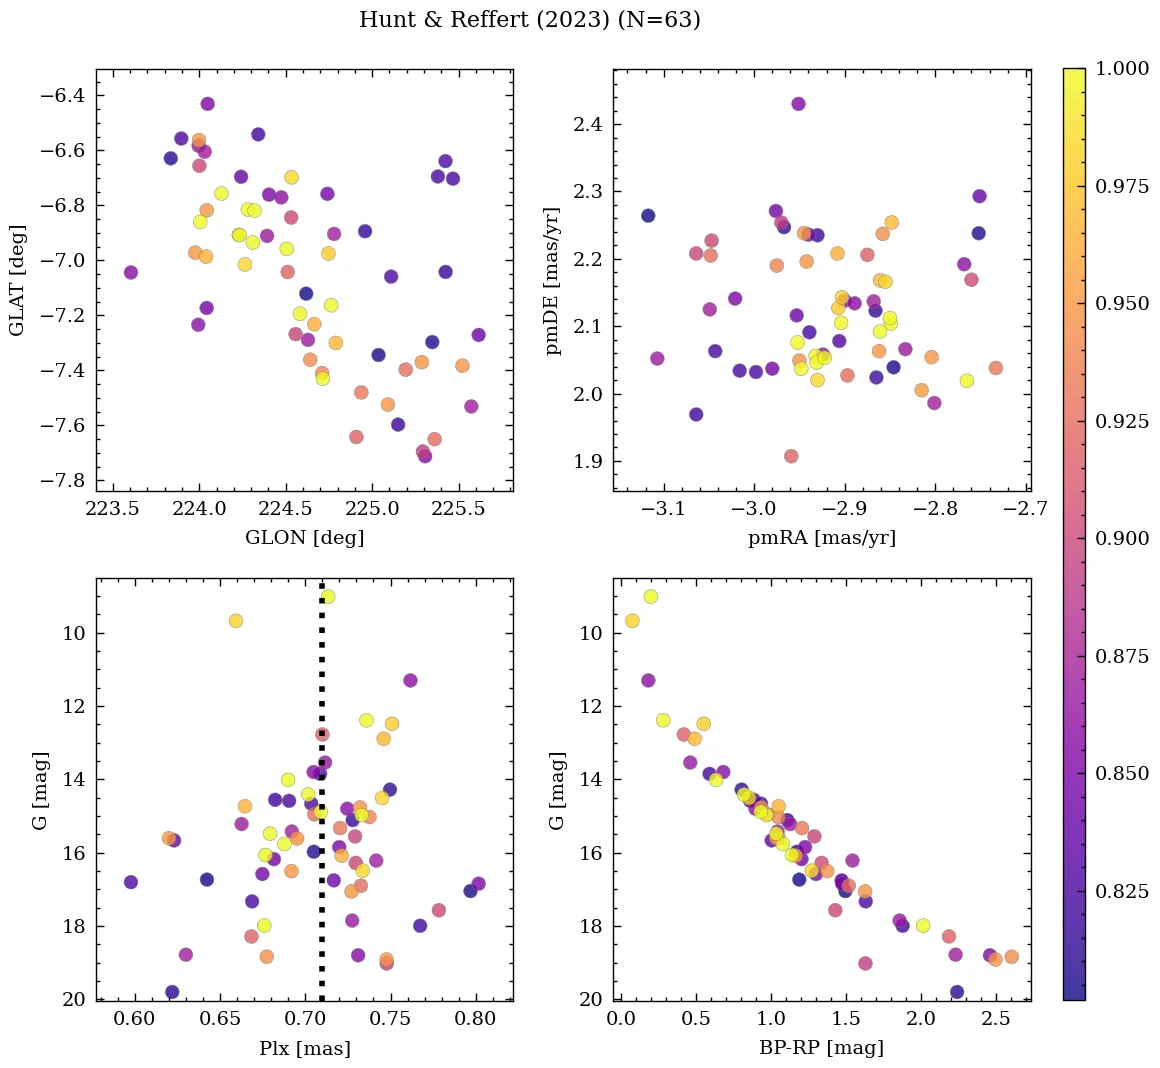 Hunt & Reffert (2023) (N=63)
−6.4
−6.6
−6.8
−7.0
−7.2
−7.4
−7.6
−7.8
GLAT [deg]
223.5 224.0 224.5 225.0 225.5
GLON [deg]
2.4
2.3
2.2
2.1
2.0
1.9
pmDE [mas/yr]
−3.1 −3.0 −2.9 −2.8 −2.7
pmRA [mas/yr]
10
12
14
16
18
20
G [mag]
0.60 0.65 0.70 0.75 0.80
Plx [mas]
10
12
14
16
18
20
G [mag]
0.0 0.5 1.0 1.5 2.0 2.5
BP-RP [mag]
1.000
0.975
0.950
0.925
0.900
0.875
0.850
0.825